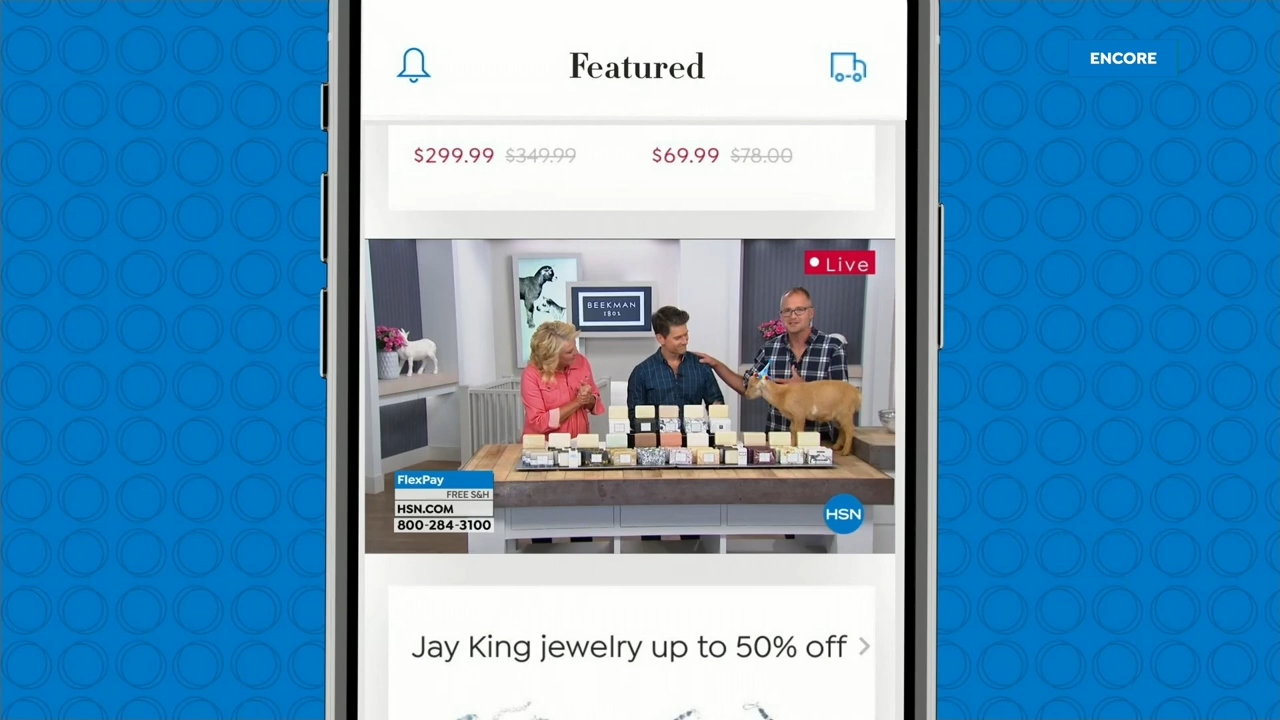 Featured
ENCORE
$299.99 $349.99 $69.99 $78.00
Live
BEEKMAN
1802
FlexPay
FREE S&H
HSN.COM
800-284-3100
HSN
Jay King jewelry up to 50% off